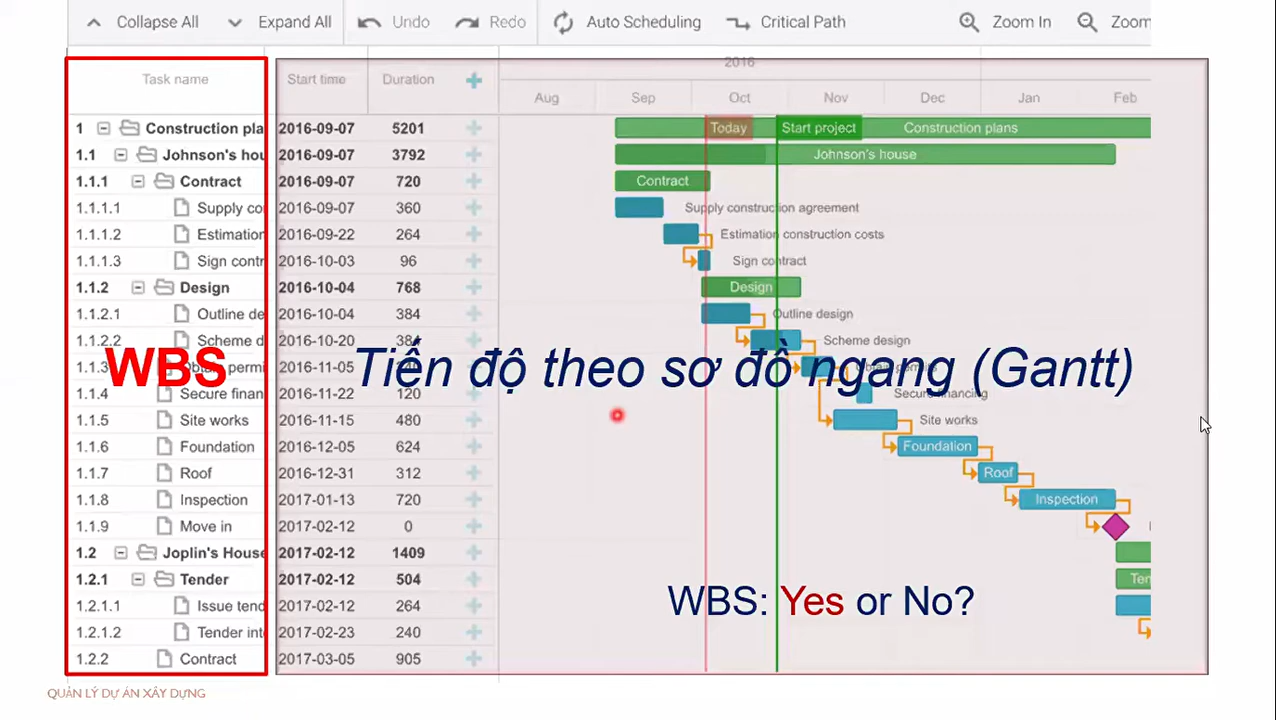 Collapse All Expand All Undo Redo Auto Scheduling Critical Path Zoom In Zoom
Task name Start time Duration 2016
Aug Sep Oct Nov Dec Jan Feb
1 Construction pla 2016-09-07 5201 Today Start project Construction plans
1.1 Johnson's hou 2016-09-07 3792 Johnson's house
1.1.1 Contract 2016-09-07 720 Contract
1.1.1.1 Supply co 2016-09-07 360 Supply construction agreement
1.1.1.2 Estimation 2016-09-22 264 Estimation construction costs
1.1.1.3 Sign contr 2016-10-03 96 Sign contract
1.1.2 Design 2016-10-04 768 Design
1.1.2.1 Outline de 2016-10-04 384 Outline design
1.1.2.2 Scheme d 2016-10-20 384 Scheme design
WBS Tiến độ theo sơ đồ ngang (Gantt)
1.1.3 permi 2016-11-05
1.1.4 Secure finan 2016-11-22 120 Secure financing
1.1.5 Site works 2016-11-15 480 Site works
1.1.6 Foundation 2016-12-05 624 Foundation
1.1.7 Roof 2016-12-31 312 Roof
1.1.8 Inspection 2017-01-13 720 Inspection
1.1.9 Move in 2017-02-12 0
1.2 Joplin's House 2017-02-12 1409
1.2.1 Tender 2017-02-12 504 Ten
1.2.1.1 Issue tend 2017-02-12 264
WBS: Yes or No?
1.2.1.2 Tender int 2017-02-23 240
1.2.2 Contract 2017-03-05 905
QUẢN LÝ DỰ ÁN XÂY DỰNG